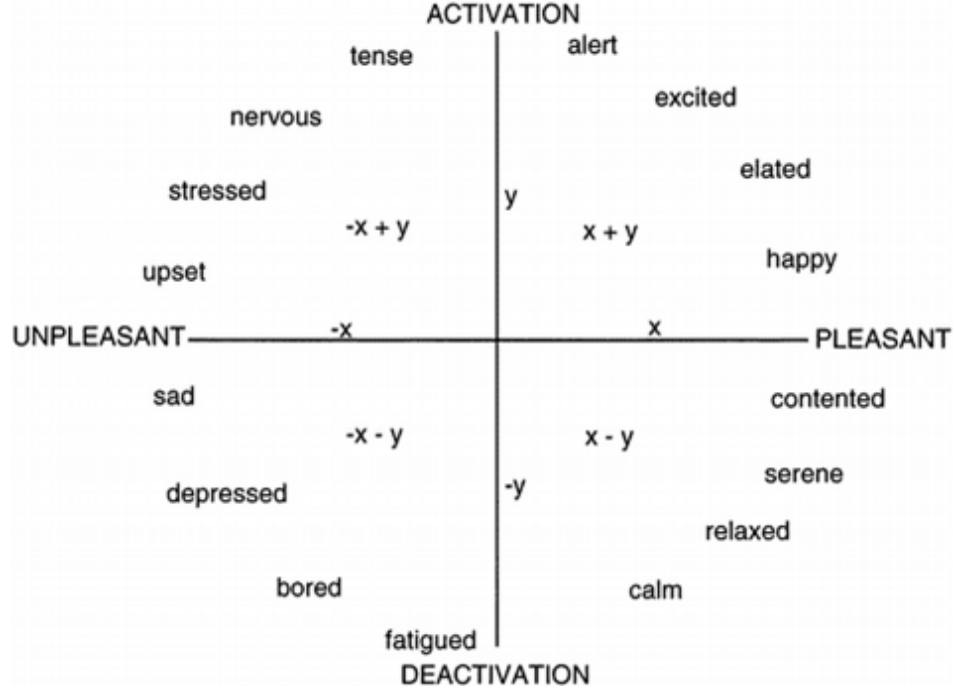 ACTIVATION
tense
alert
excited
nervous
elated
stressed
y
-x + y
x + y
happy
upset
UNPLEASANT
-x
x
PLEASANT
sad
contented
-x - y
x - y
serene
depressed
-y
relaxed
bored
calm
fatigued
DEACTIVATION